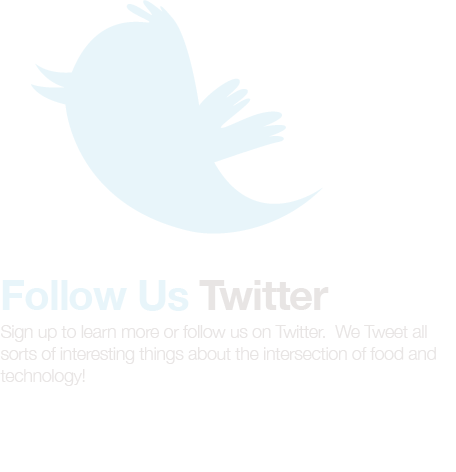 Follow Us Twitter
Sign up to learn more or follow us on Twitter.  We Tweet all
sorts of interesting things about the intersection of food and
technology!